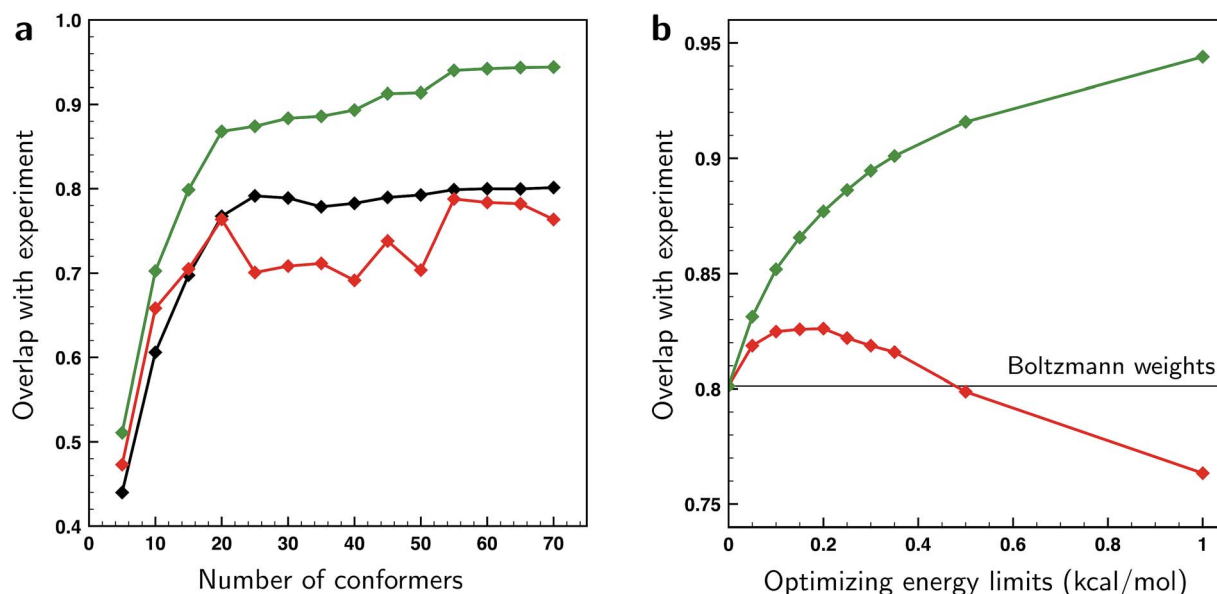 a
1.0
0.9
0.8
0.7
0.6
0.5
0.4
0 10 20 30 40 50 60 70
Number of conformers
Overlap with experiment
b
0.95
0.9
0.85
0.8
0.75
Boltzmann weights
0 0.2 0.4 0.6 0.8 1
Optimizing energy limits (kcal/mol)
Overlap with experiment